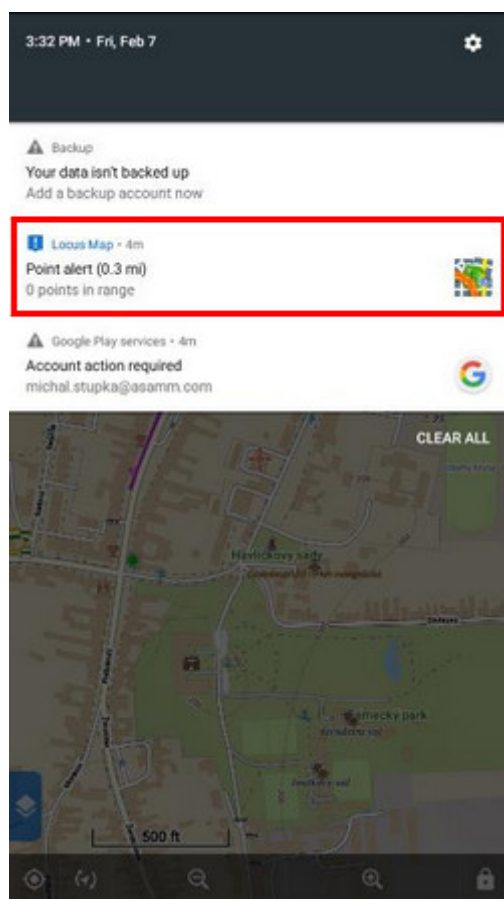 3:32 PM • Fri, Feb 7
Backup
Your data isn't backed up
Add a backup account now
Locus Map • 4m
Point alert (0.3 mi)
0 points in range
Google Play services • 4m
Account action required
michal.stupka@asamm.com
G
CLEAR ALL
Havlíčkovy sady
Zámecký park
500 ft